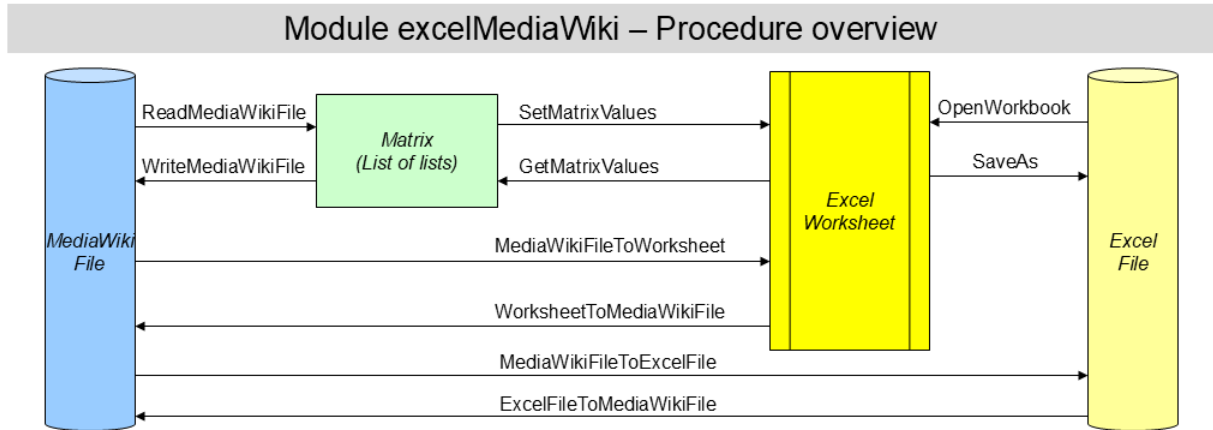 Module excelMediaWiki – Procedure overview
ReadMediaWikiFile
SetMatrixValues
OpenWorkbook
Matrix
(List of lists)
WriteMediaWikiFile
GetMatrixValues
SaveAs
Excel
Worksheet
MediaWiki
File
MediaWikiFileToWorksheet
Excel
File
WorksheetToMediaWikiFile
MediaWikiFileToExcelFile
ExcelFileToMediaWikiFile